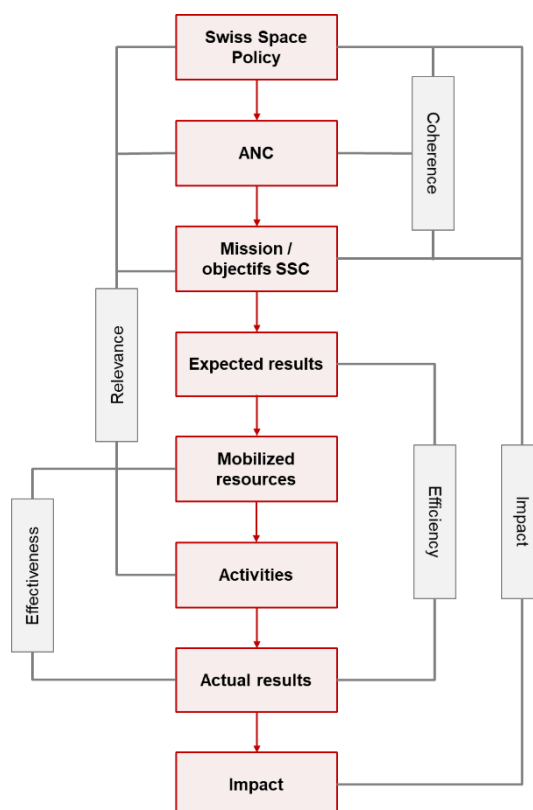 Swiss Space
Policy
Coherence
ANC
Mission /
objectifs SSC
Relevance
Expected results
Mobilized
resources
Effectiveness
Efficiency
Impact
Activities
Actual results
Impact